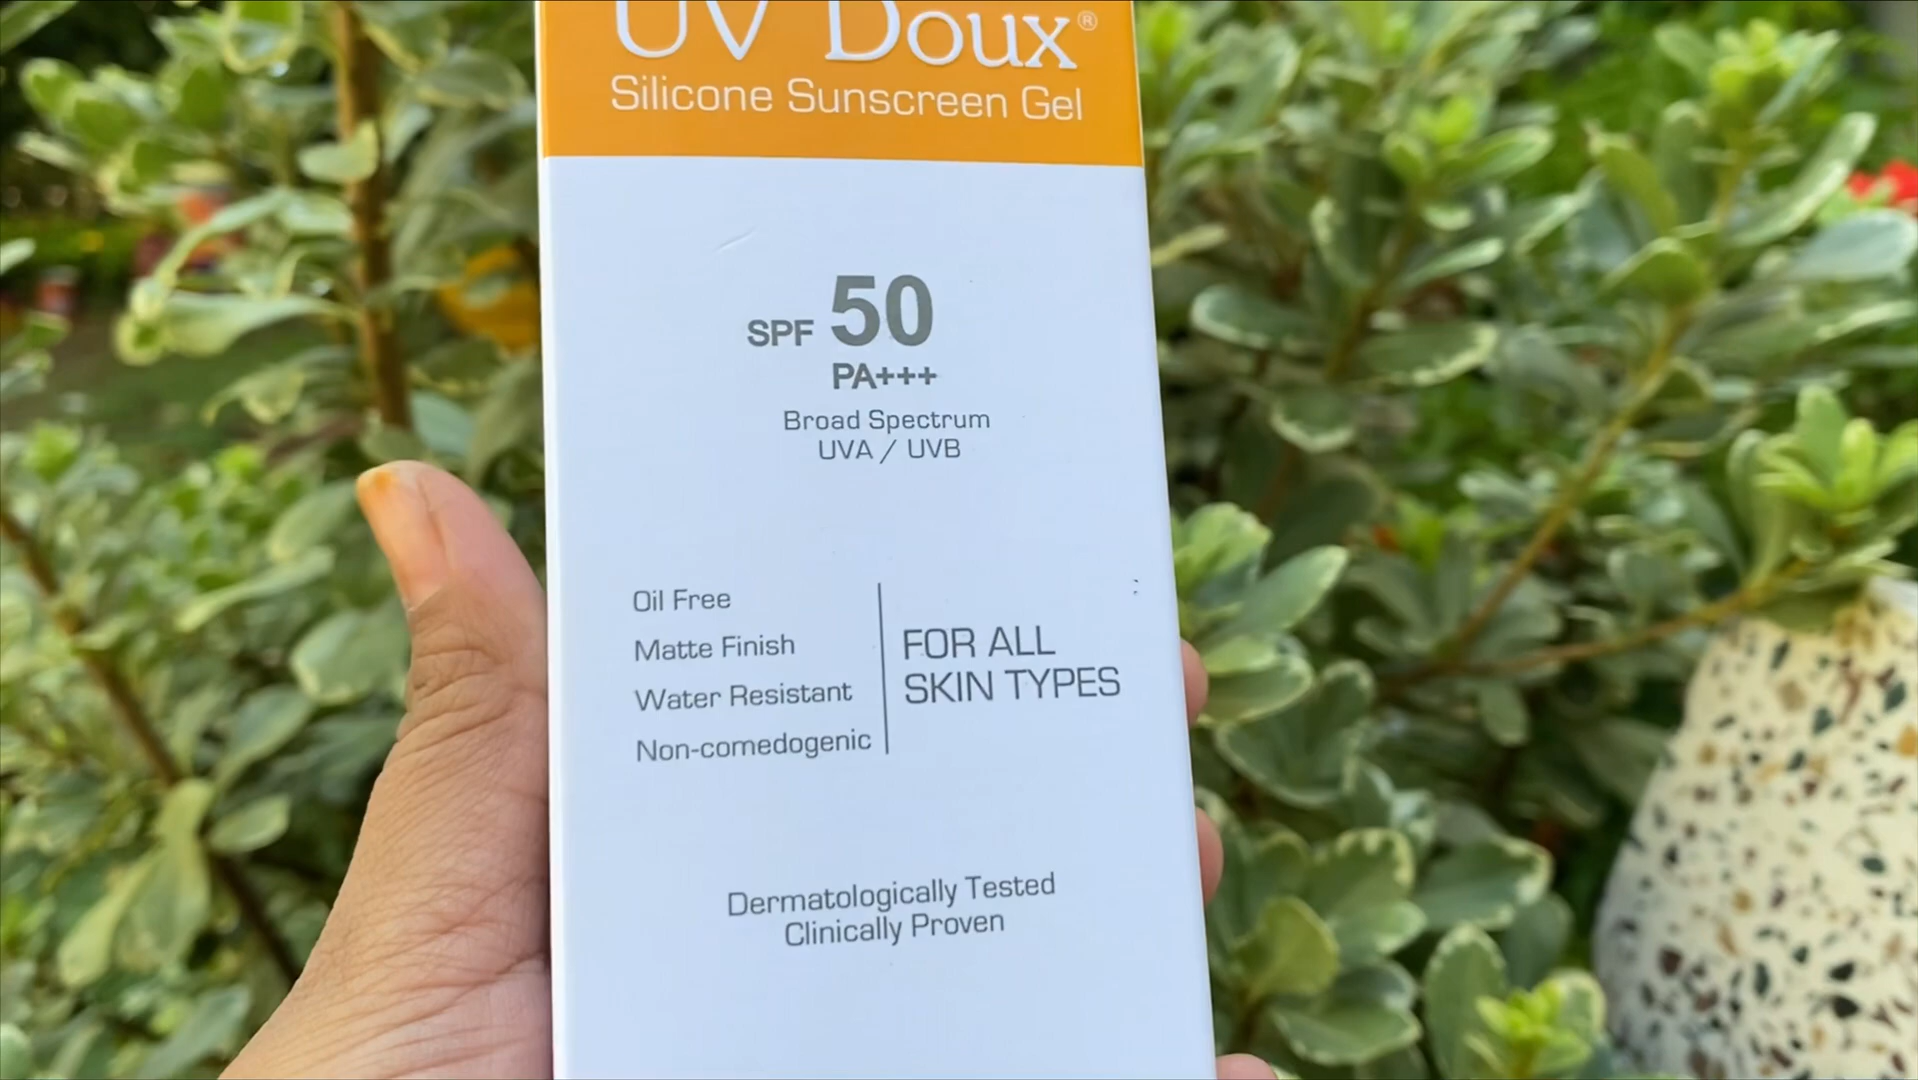 UV Doux®
Silicone Sunscreen Gel
SPF 50
PA+++
Broad Spectrum
UVA / UVB
Oil Free
Matte Finish
Water Resistant
Non-comedogenic
FOR ALL
SKIN TYPES
Dermatologically Tested
Clinically Proven